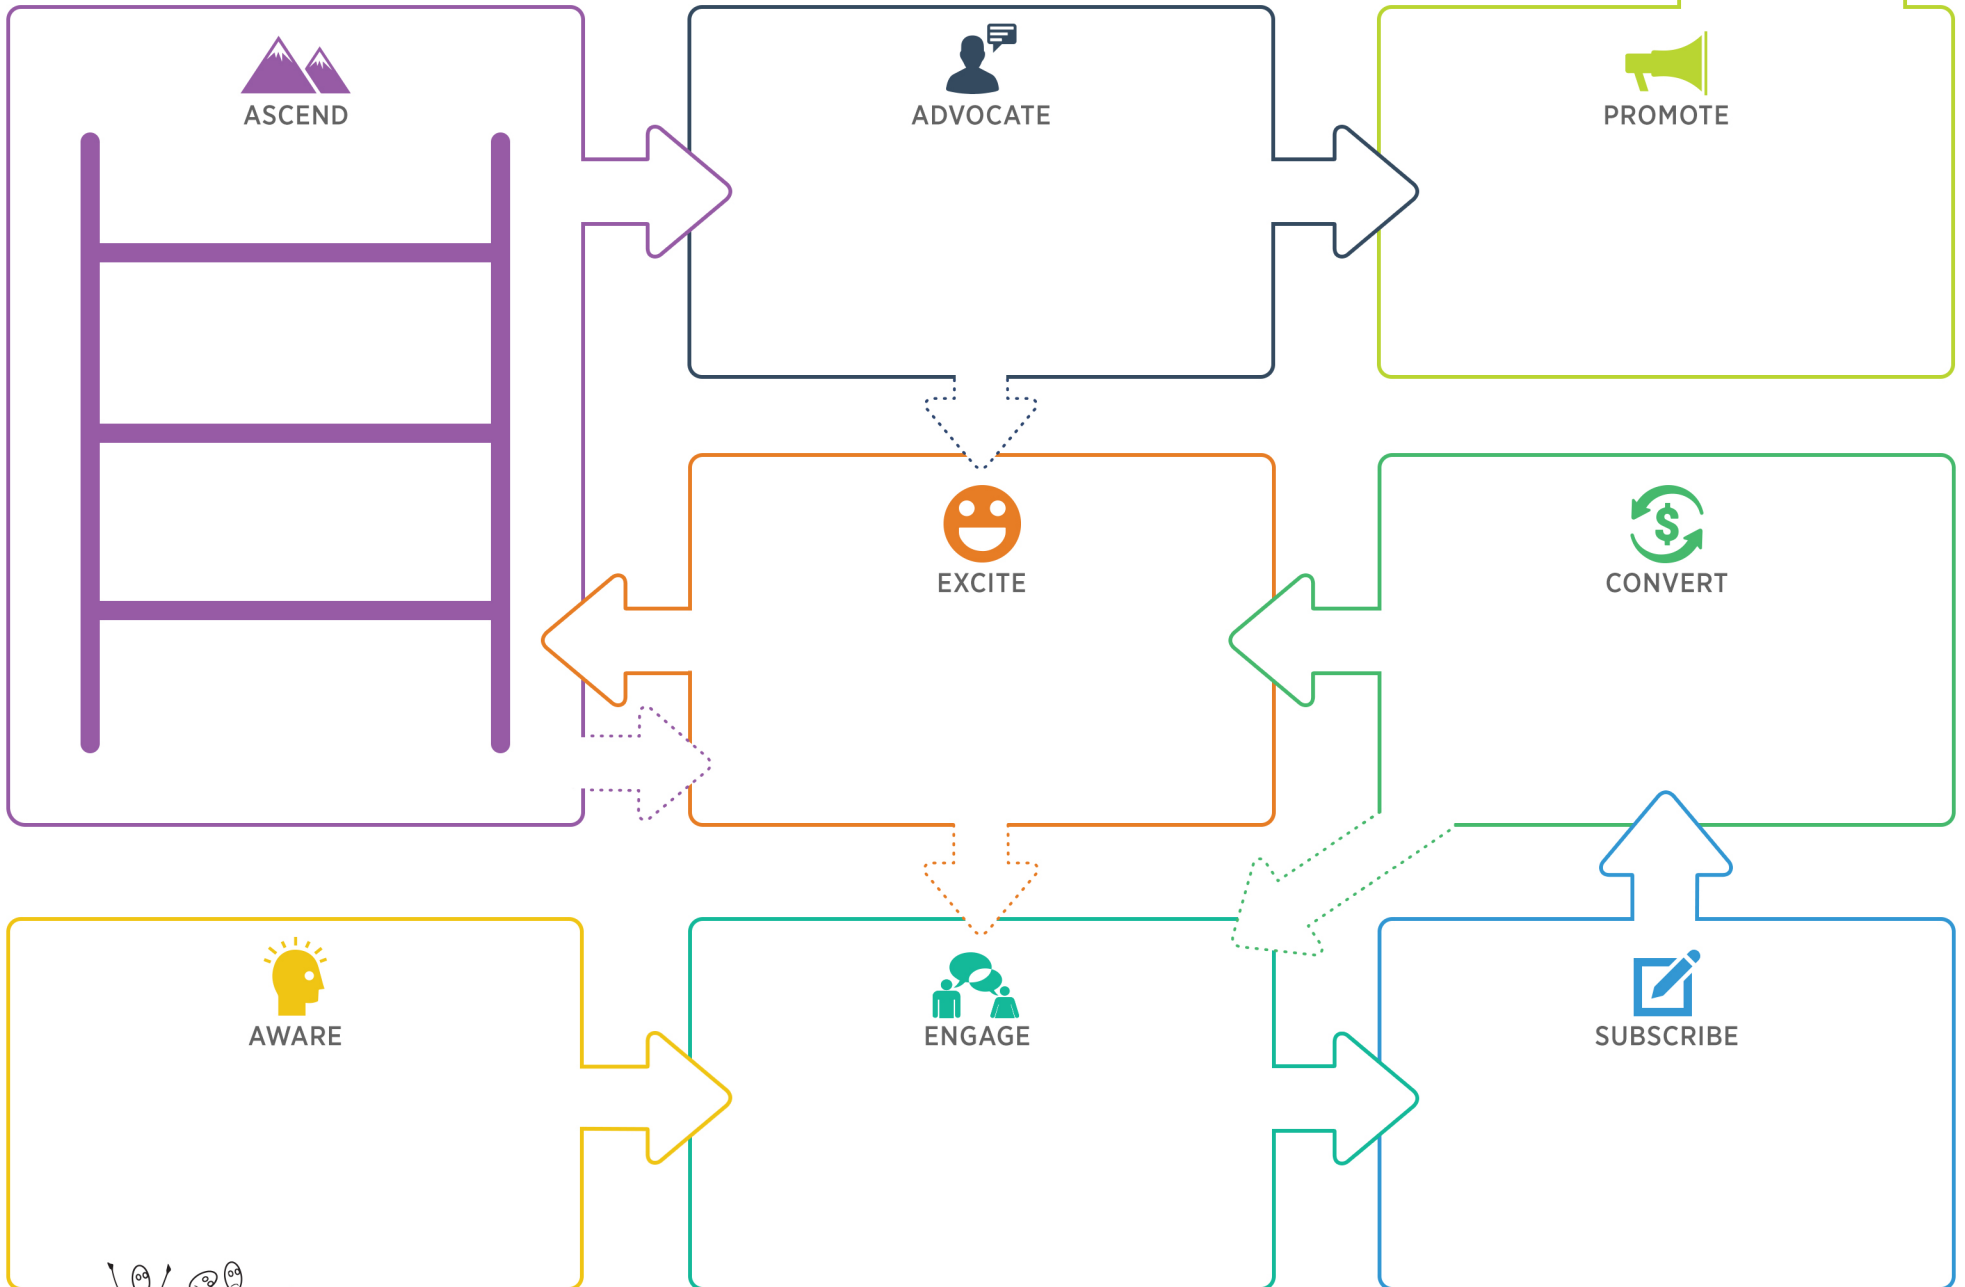 ASCEND
ADVOCATE
PROMOTE
EXCITE
CONVERT
AWARE
ENGAGE
SUBSCRIBE